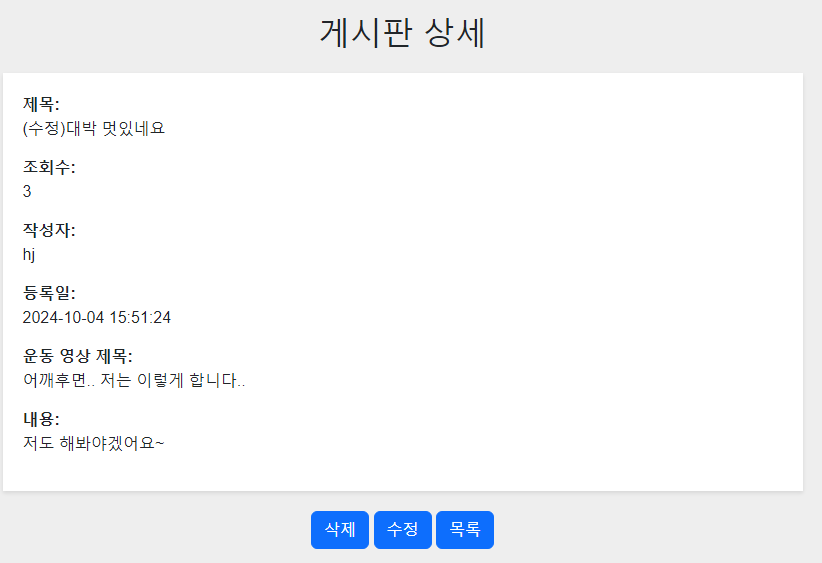 게시판 상세
제목:
(수정)대박 멋있네요
조회수:
3
작성자:
hj
등록일:
2024-10-04 15:51:24
운동 영상 제목:
어깨후면.. 저는 이렇게 합니다..
내용:
저도 해봐야겠어요~
삭제 수정 목록